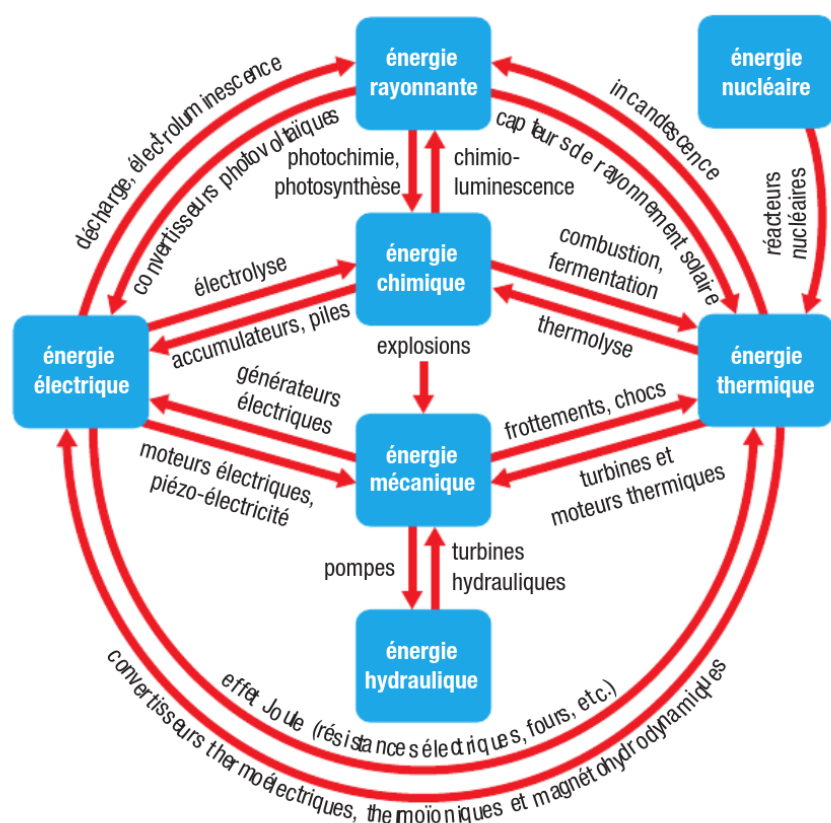 énergie
rayonnante
énergie
nucléaire
décharge, électroluminescence
convertisseurs photovoltaïques
photochimie,
photosynthèse
chimio-
luminescence
capteurs de rayonnement solaire
incandescence
réacteurs
nucléaires
énergie
chimique
électrolyse
accumulateurs, piles
combustion,
fermentation
thermolyse
énergie
électrique
explosions
énergie
thermique
générateurs
électriques
moteurs électriques,
piézo-électricité
énergie
mécanique
frottements, chocs
turbines et
moteurs thermiques
pompes
turbines
hydrauliques
énergie
hydraulique
effet Joule (résistances électriques, fours, etc.)
convertisseurs thermoélectriques, thermoïoniques et magnétohydrodynamiques